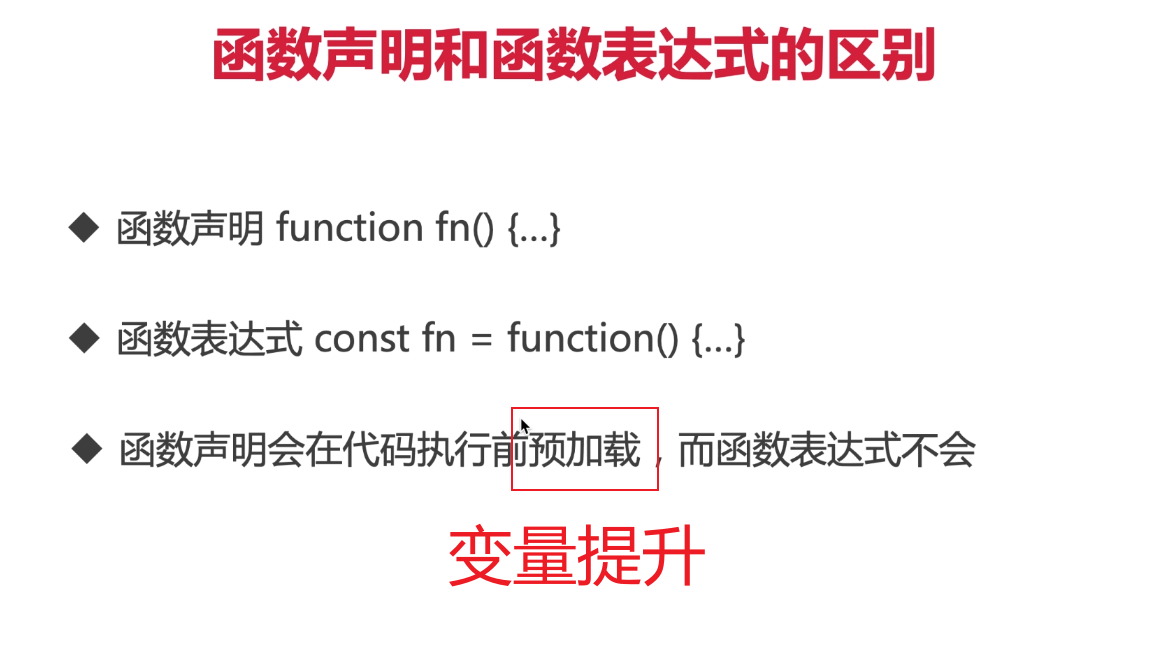 函数声明和函数表达式的区别
◆ 函数声明 function fn() {...}
◆ 函数表达式 const fn = function() {...}
◆ 函数声明会在代码执行前预加载，而函数表达式不会
变量提升